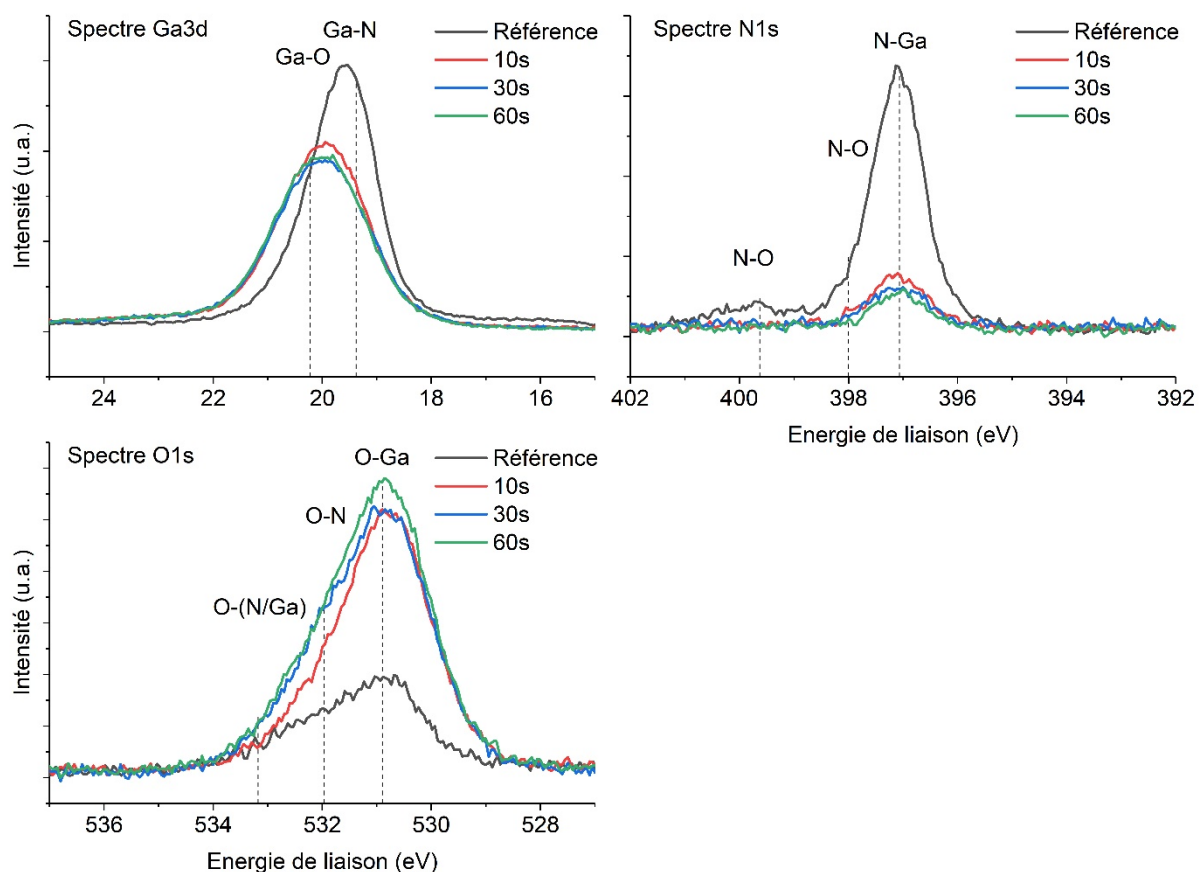 Spectre Ga3d
Ga-N
Ga-O
Référence
10s
30s
60s
Intensité (u.a.)
24 22 20 18 16
Spectre N1s
N-Ga
N-O
N-O
Référence
10s
30s
60s
402 400 398 396 394 392
Energie de liaison (eV)
Spectre O1s
O-Ga
O-N
O-(N/Ga)
Référence
10s
30s
60s
Intensité (u.a.)
536 534 532 530 528
Energie de liaison (eV)